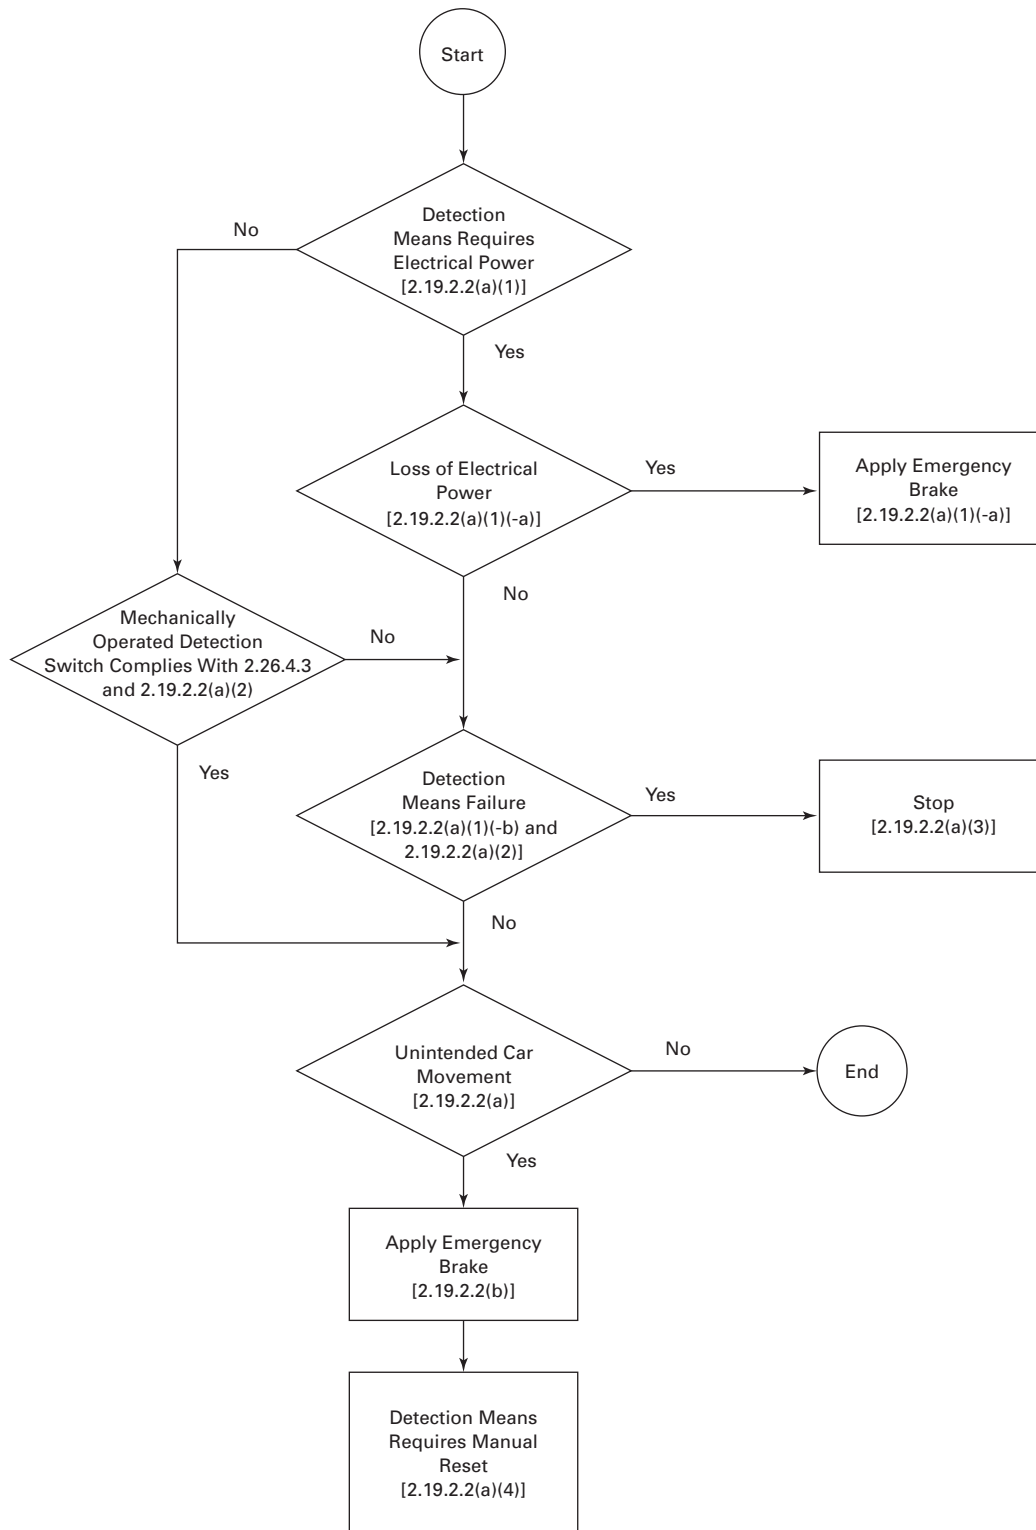 Start
Detection
Means Requires
Electrical Power
[2.19.2.2(a)(1)]
No
Yes
Loss of Electrical
Power
[2.19.2.2(a)(1)(-a)]
Yes
Apply Emergency
Brake
[2.19.2.2(a)(1)(-a)]
No
Mechanically
Operated Detection
Switch Complies With 2.26.4.3
and 2.19.2.2(a)(2)
No
Yes
Detection
Means Failure
[2.19.2.2(a)(1)(-b) and
2.19.2.2(a)(2)]
Yes
Stop
[2.19.2.2(a)(3)]
No
Unintended Car
Movement
[2.19.2.2(a)]
No
End
Yes
Apply Emergency
Brake
[2.19.2.2(b)]
Detection Means
Requires Manual
Reset
[2.19.2.2(a)(4)]